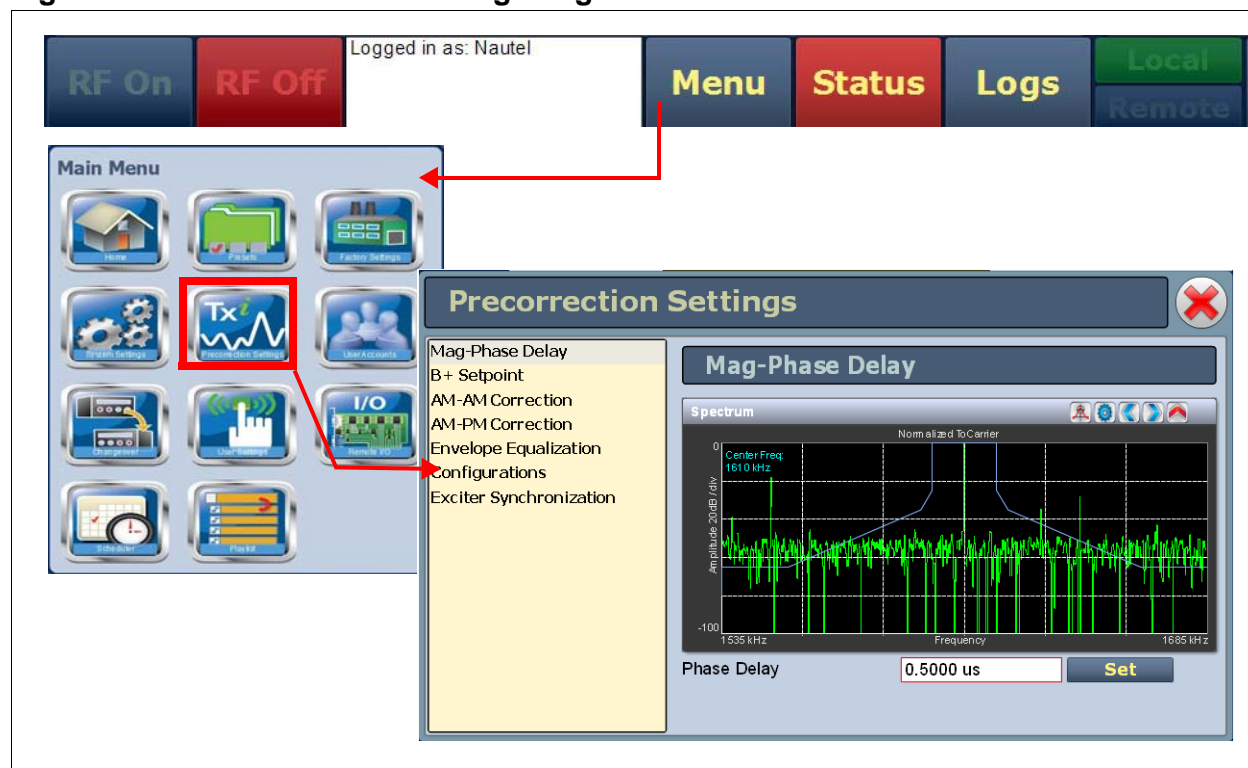 Logged in as: Nautel
RF On
RF Off
Menu
Status
Logs
Local
Remote
Main Menu
Home
Presets
Factory Settings
System Settings
Txi
Precorrection Settings
User Accounts
Changeover
User Settings
I/O
Remote I/O
Scheduler
Playlist
Precorrection Settings
Mag-Phase Delay
B+ Setpoint
AM-AM Correction
AM-PM Correction
Envelope Equalization
Configurations
Exciter Synchronization
Mag-Phase Delay
Spectrum
Normalized To Carrier
0
Center Freq:
1610 kHz
Amplitude 20dB /div
-100
1535 kHz
Frequency
1685 kHz
Phase Delay
0.5000 us
Set